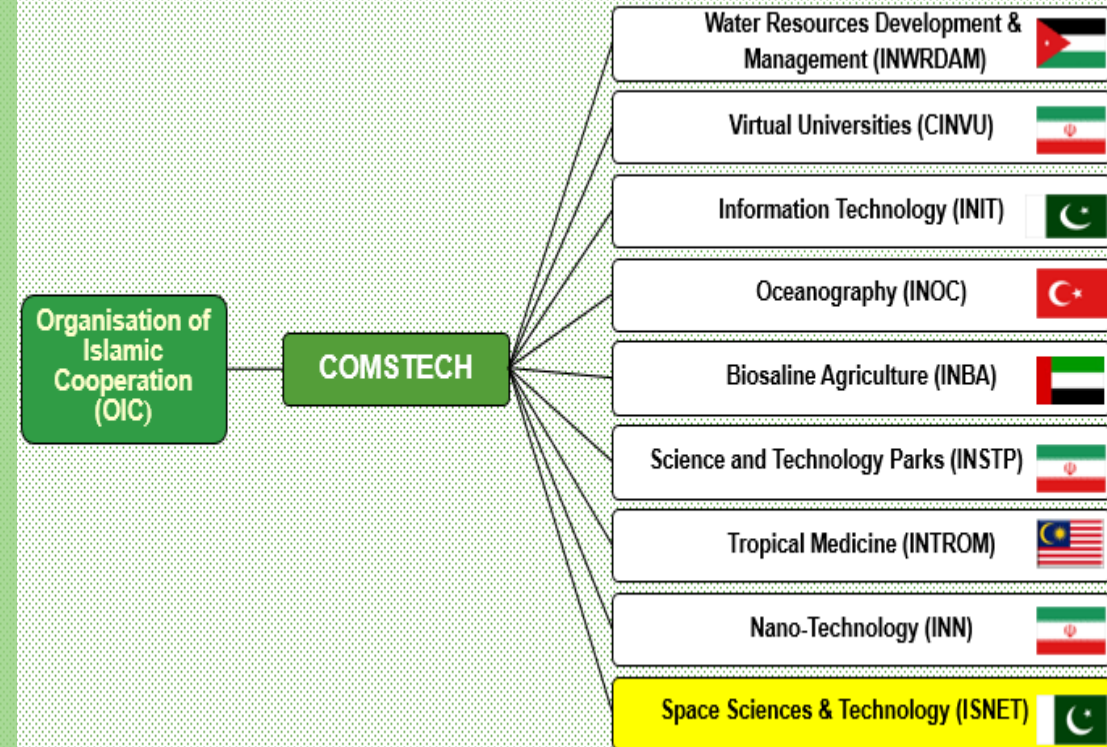 Water Resources Development &
Management (INWRDAM)
Virtual Universities (CINVU)
Information Technology (INIT)
Oceanography (INOC)
Organisation of
Islamic
Cooperation
(OIC)
COMSTECH
Biosaline Agriculture (INBA)
Science and Technology Parks (INSTP)
Tropical Medicine (INTROM)
Nano-Technology (INN)
Space Sciences & Technology (ISNET)